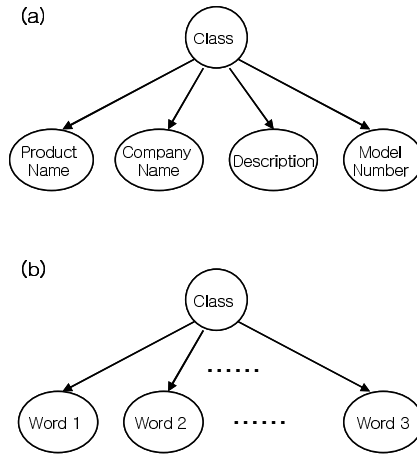 (a)
Class
Product
Name
Company
Name
Description
Model
Number
(b)
Class
......
Word 1
Word 2
......
Word 3